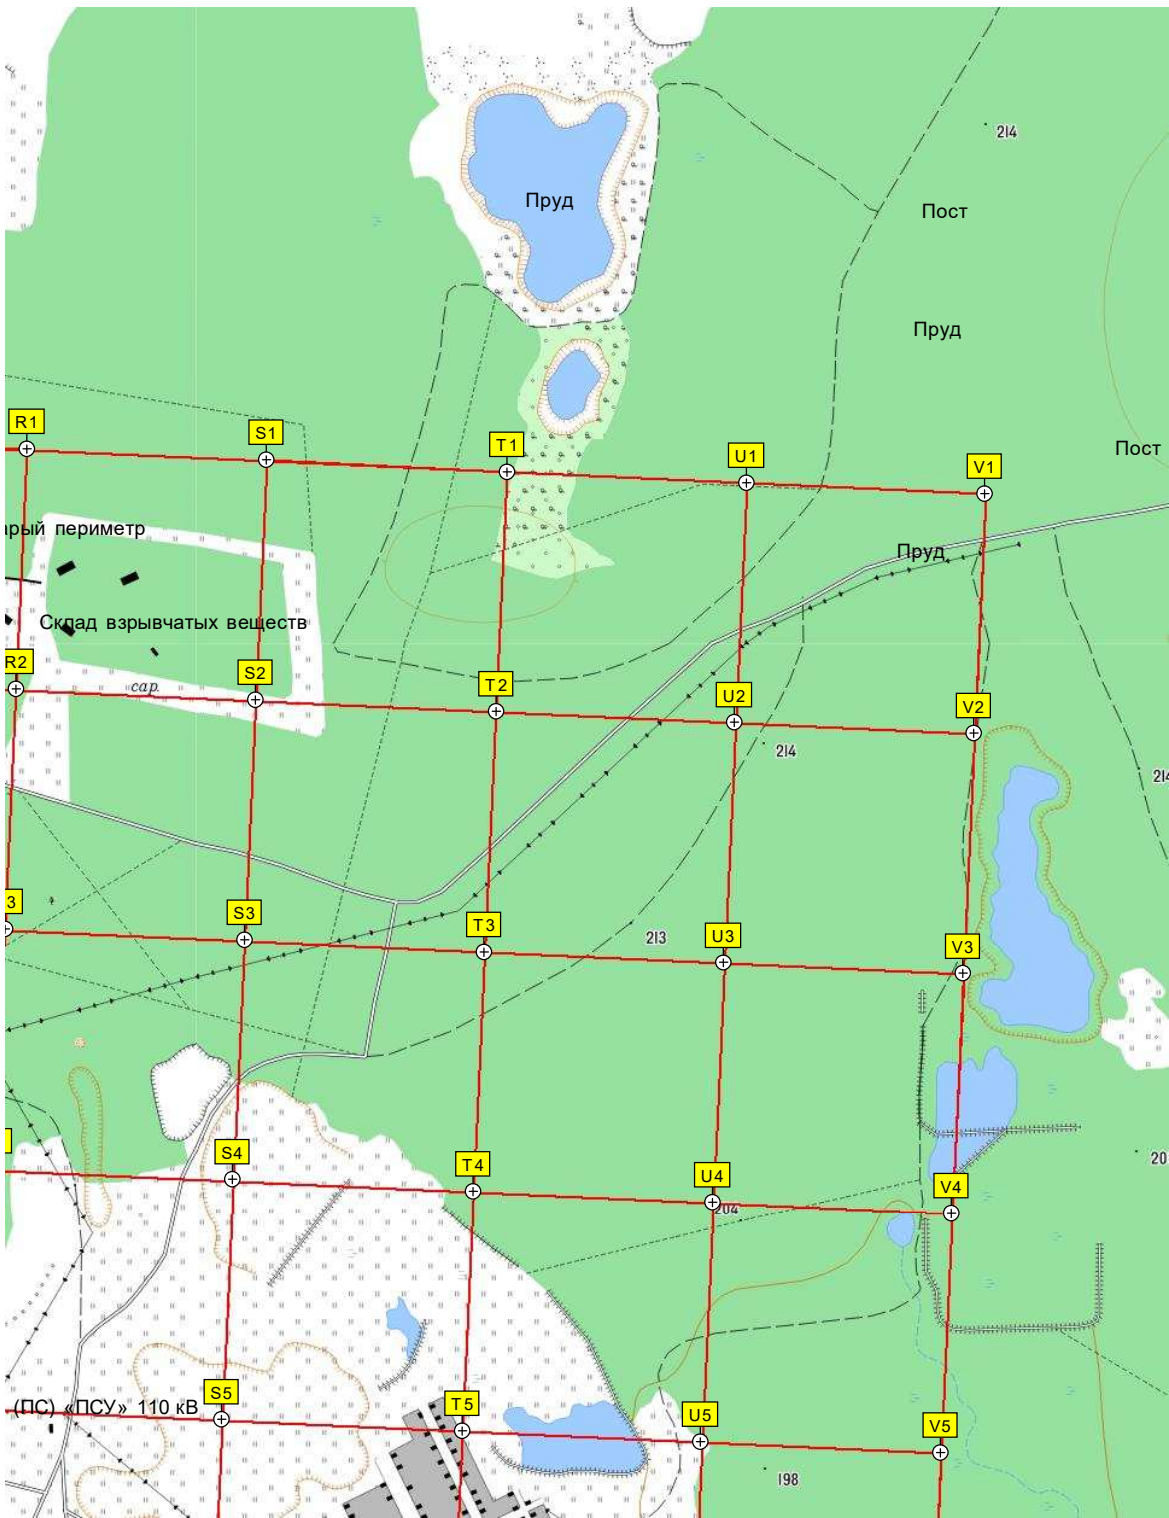 214
Пруд
Пост
Пруд
R1
S1
T1
U1
V1
Пост
арый периметр
Пруд
Склад взрывчатых веществ
R2
сар.
S2
T2
U2
V2
214
214
3
S3
T3
213
U3
V3
S4
T4
U4
V4
204
20
(ПС) «ПСУ» 110 кВ
S5
T5
U5
V5
198